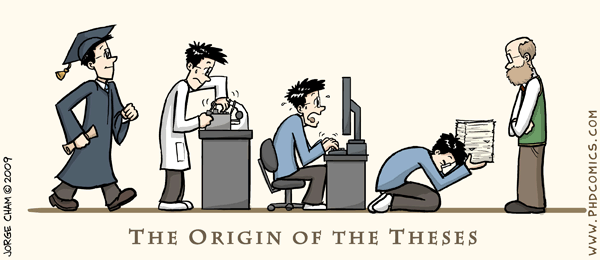 JORGE CHAM © 2009
THE ORIGIN OF THE THESES
WWW.PHDCOMICS.COM